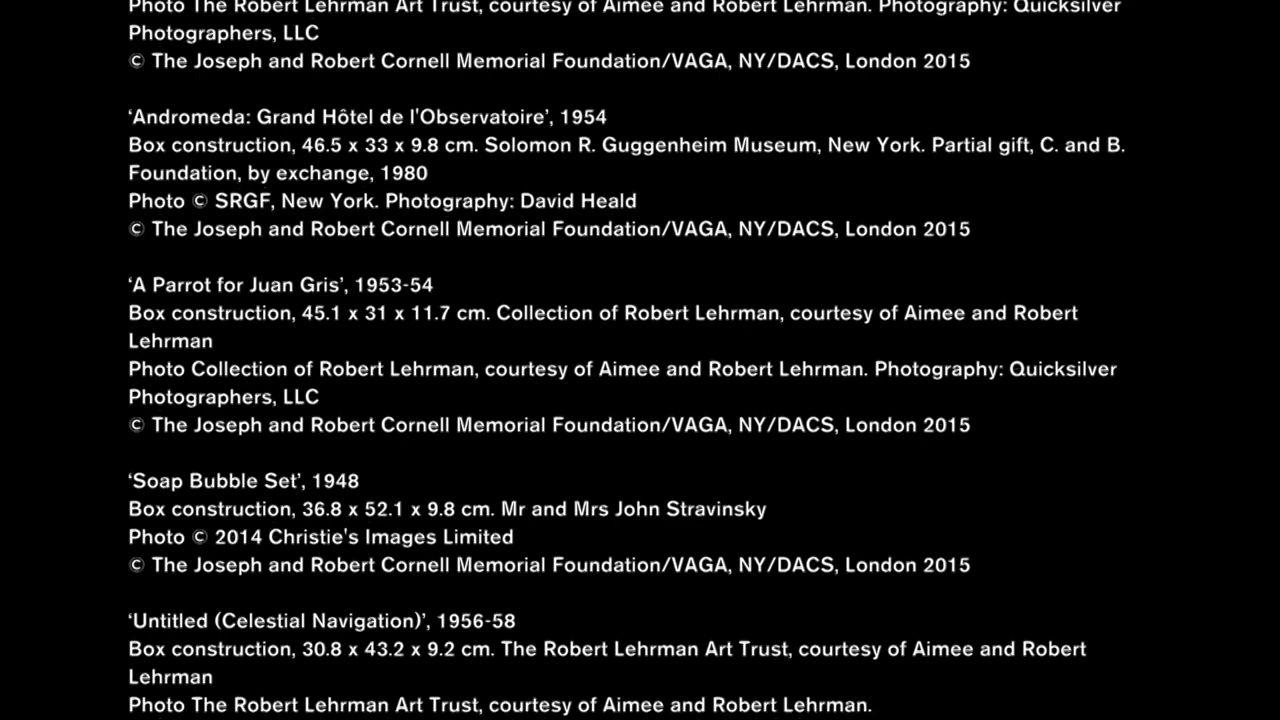 Photo The Robert Lehrman Art Trust, courtesy of Aimee and Robert Lehrman. Photography: Quicksilver
Photographers, LLC
© The Joseph and Robert Cornell Memorial Foundation/VAGA, NY/DACS, London 2015
‘Andromeda: Grand Hôtel de l'Observatoire’, 1954
Box construction, 46.5 x 33 x 9.8 cm. Solomon R. Guggenheim Museum, New York. Partial gift, C. and B.
Foundation, by exchange, 1980
Photo © SRGF, New York. Photography: David Heald
© The Joseph and Robert Cornell Memorial Foundation/VAGA, NY/DACS, London 2015
‘A Parrot for Juan Gris’, 1953-54
Box construction, 45.1 x 31 x 11.7 cm. Collection of Robert Lehrman, courtesy of Aimee and Robert
Lehrman
Photo Collection of Robert Lehrman, courtesy of Aimee and Robert Lehrman. Photography: Quicksilver
Photographers, LLC
© The Joseph and Robert Cornell Memorial Foundation/VAGA, NY/DACS, London 2015
‘Soap Bubble Set’, 1948
Box construction, 36.8 x 52.1 x 9.8 cm. Mr and Mrs John Stravinsky
Photo © 2014 Christie's Images Limited
© The Joseph and Robert Cornell Memorial Foundation/VAGA, NY/DACS, London 2015
‘Untitled (Celestial Navigation)’, 1956-58
Box construction, 30.8 x 43.2 x 9.2 cm. The Robert Lehrman Art Trust, courtesy of Aimee and Robert
Lehrman
Photo The Robert Lehrman Art Trust, courtesy of Aimee and Robert Lehrman.